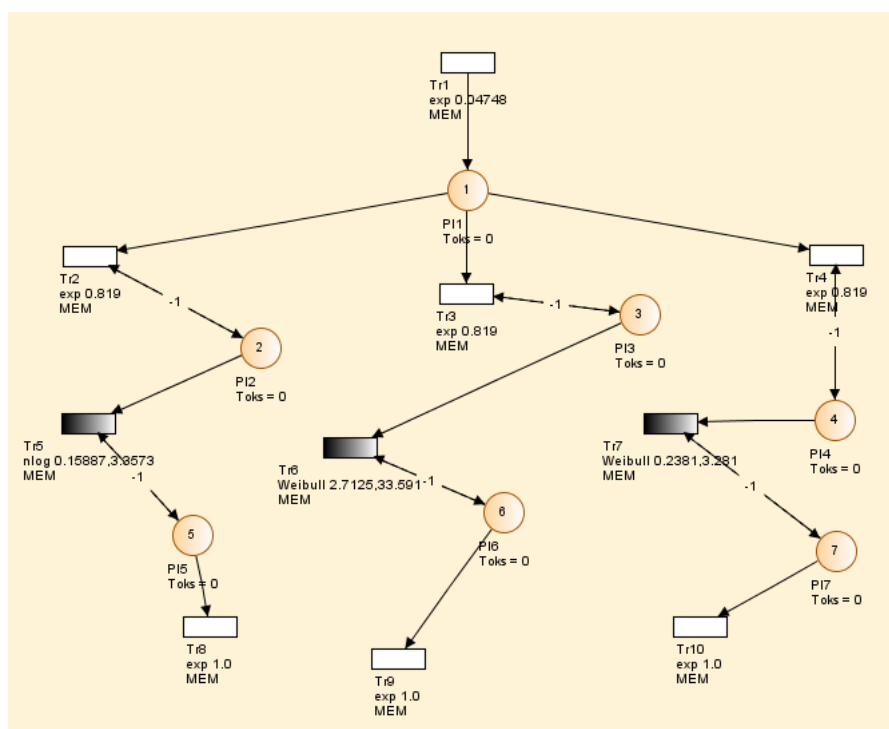 Tr1
exp 0.04748
MEM
1
Pl1
Toks = 0
Tr2
exp 0.819
MEM
-1
Tr3
exp 0.819
MEM
-1
3
Pl3
Toks = 0
Tr4
exp 0.819
MEM
-1
2
Pl2
Toks = 0
4
Pl4
Toks = 0
Tr5
nlog 0.15887,3.8573
MEM
-1
Tr6
Weibull 2.7125,33.591
MEM
-1
Tr7
Weibull 0.2381,3.281
MEM
-1
5
Pl5
Toks = 0
6
Pl6
Toks = 0
7
Pl7
Toks = 0
Tr8
exp 1.0
MEM
Tr9
exp 1.0
MEM
Tr10
exp 1.0
MEM